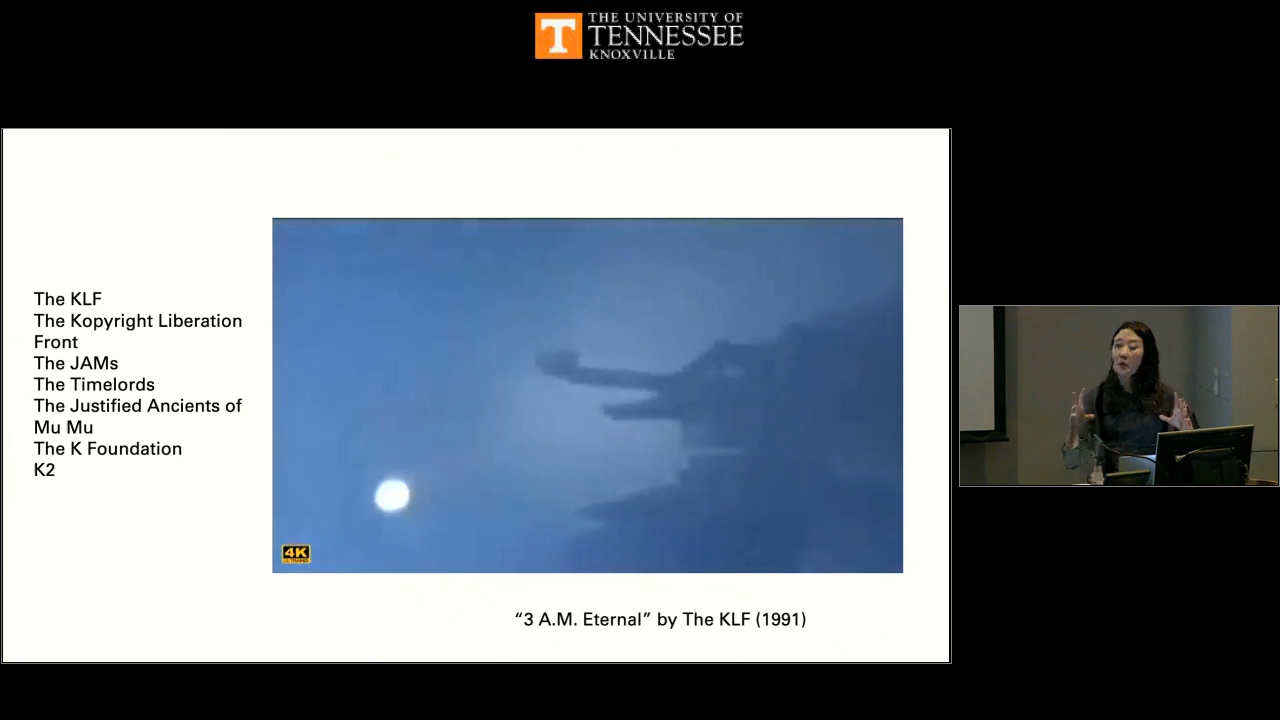 THE UNIVERSITY OF
TENNESSEE
KNOXVILLE
The KLF
The Kopyright Liberation
Front
The JAMs
The Timelords
The Justified Ancients of
Mu Mu
The K Foundation
K2
4K
ULTRAHD
“3 A.M. Eternal” by The KLF (1991)